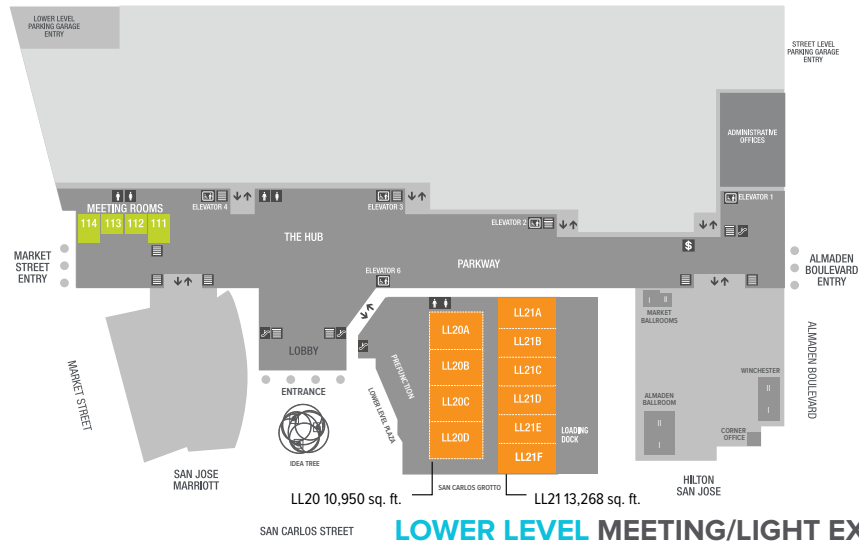 LOWER LEVEL
PARKING GARAGE
ENTRY
STREET LEVEL
PARKING GARAGE
ENTRY
ADMINISTRATIVE
OFFICES
MEETING ROOMS
ELEVATOR 4
ELEVATOR 3
ELEVATOR 1
114
113
112
111
ELEVATOR 2
THE HUB
$
MARKET
STREET
ENTRY
PARKWAY
ALMADEN
BOULEVARD
ENTRY
ELEVATOR 6
LL20A
LL20B
LL20C
LL20D
LL21A
LL21B
LL21C
LL21D
LL21E
LL21F
I II
MARKET
BALLROOMS
LOBBY
PREFUNCTION
LOWER LEVEL PLAZA
LOADING
DOCK
MARKET STREET
ENTRANCE
IDEA TREE
ALMADEN BOULEVARD
WINCHESTER
II
I
ALMADEN
BALLROOM
II
I
CORNER
OFFICE
SAN JOSE
MARRIOTT
HILTON
SAN JOSE
SAN CARLOS GROTTO
LL20 10,950 sq. ft.
LL21 13,268 sq. ft.
SAN CARLOS STREET
LOWER LEVEL MEETING/LIGHT EX